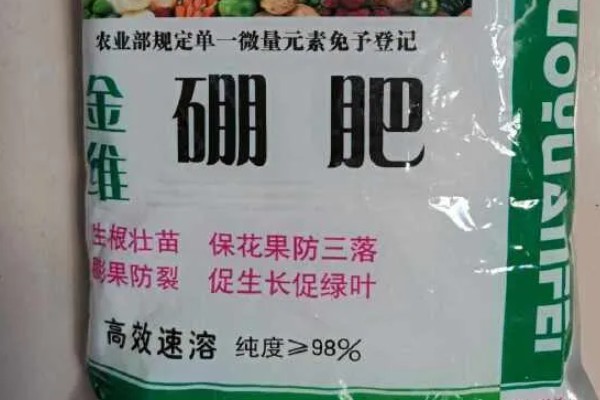 农业部规定单一微量元素免予登记
金维
硼肥
生根壮苗 保花果防三落
膨果防裂 促生长促绿叶
高效速溶 纯度≥98%
UOYUANFEI